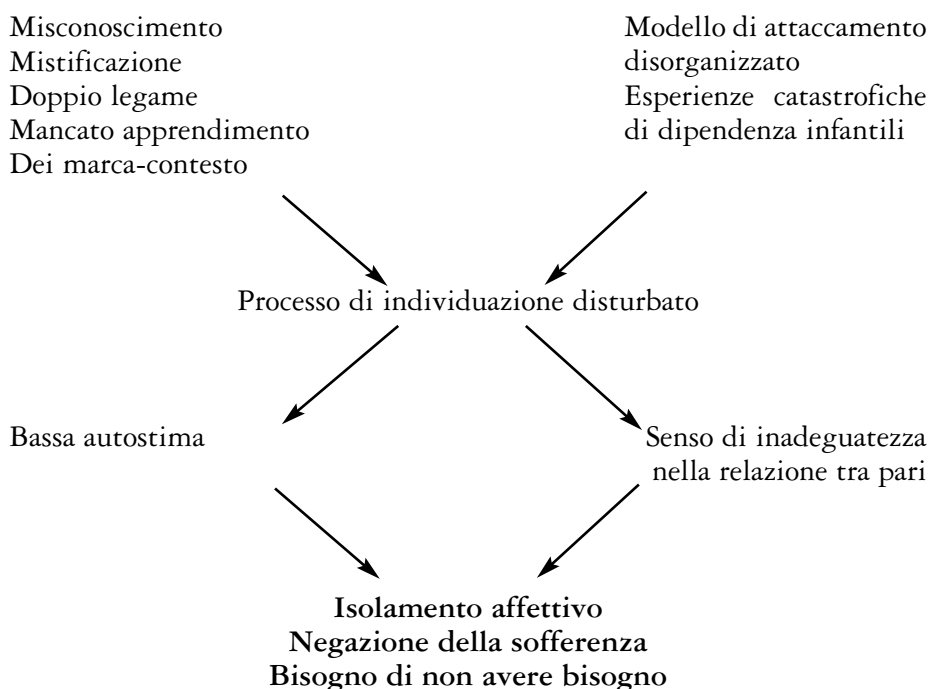 Misconoscimento
Mistificazione
Doppio legame
Mancato apprendimento
Dei marca-contesto
Modello di attaccamento
disorganizzato
Esperienze catastrofiche
di dipendenza infantili
Processo di individuazione disturbato
Bassa autostima
Senso di inadeguatezza
nella relazione tra pari
Isolamento affettivo
Negazione della sofferenza
Bisogno di non avere bisogno